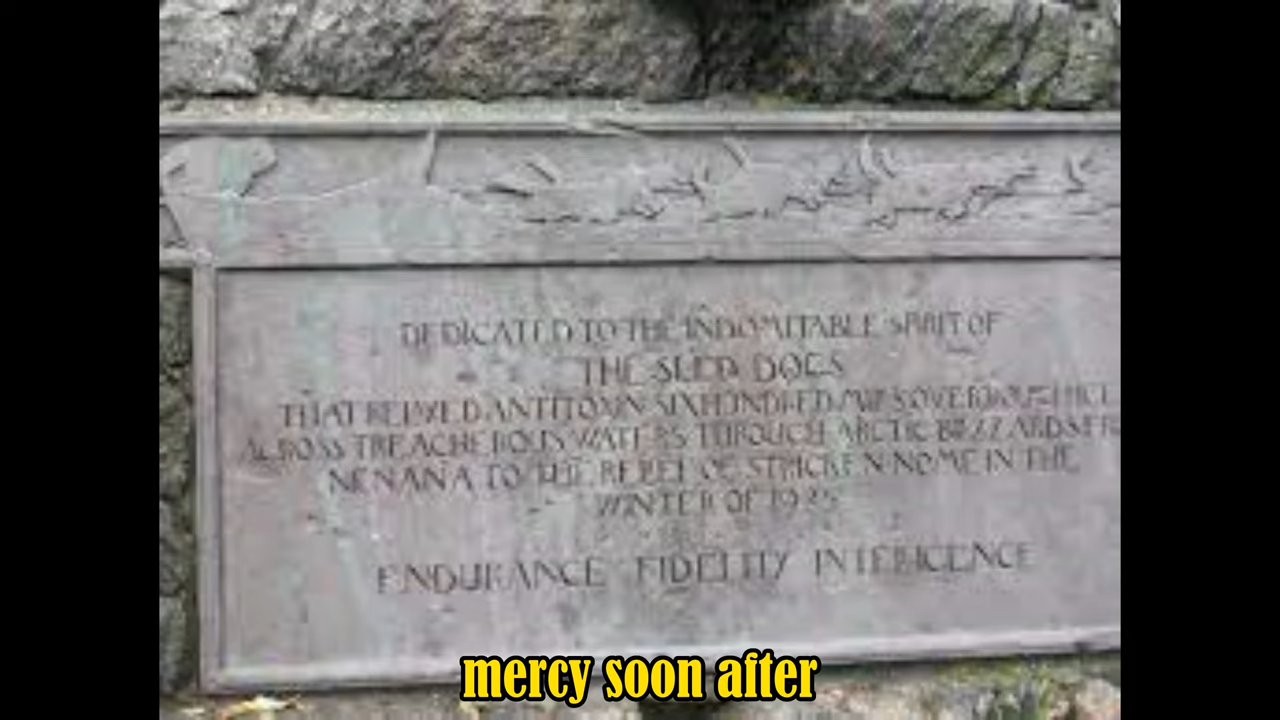 DEDICATED TO THE INDOMITABLE SPIRIT OF
THE SLED DOGS
THAT RELAYED ANTITOXIN SIX HUNDRED MILES OVER ROUGH ICE
ACROSS TREACHEROUS WATERS THROUGH ARCTIC BLIZZARDS
NENANA TO THE RELIEF OF STRICKEN NOME IN THE
WINTER OF 1925
ENDURANCE FIDELITY INTELLIGENCE
mercy soon after